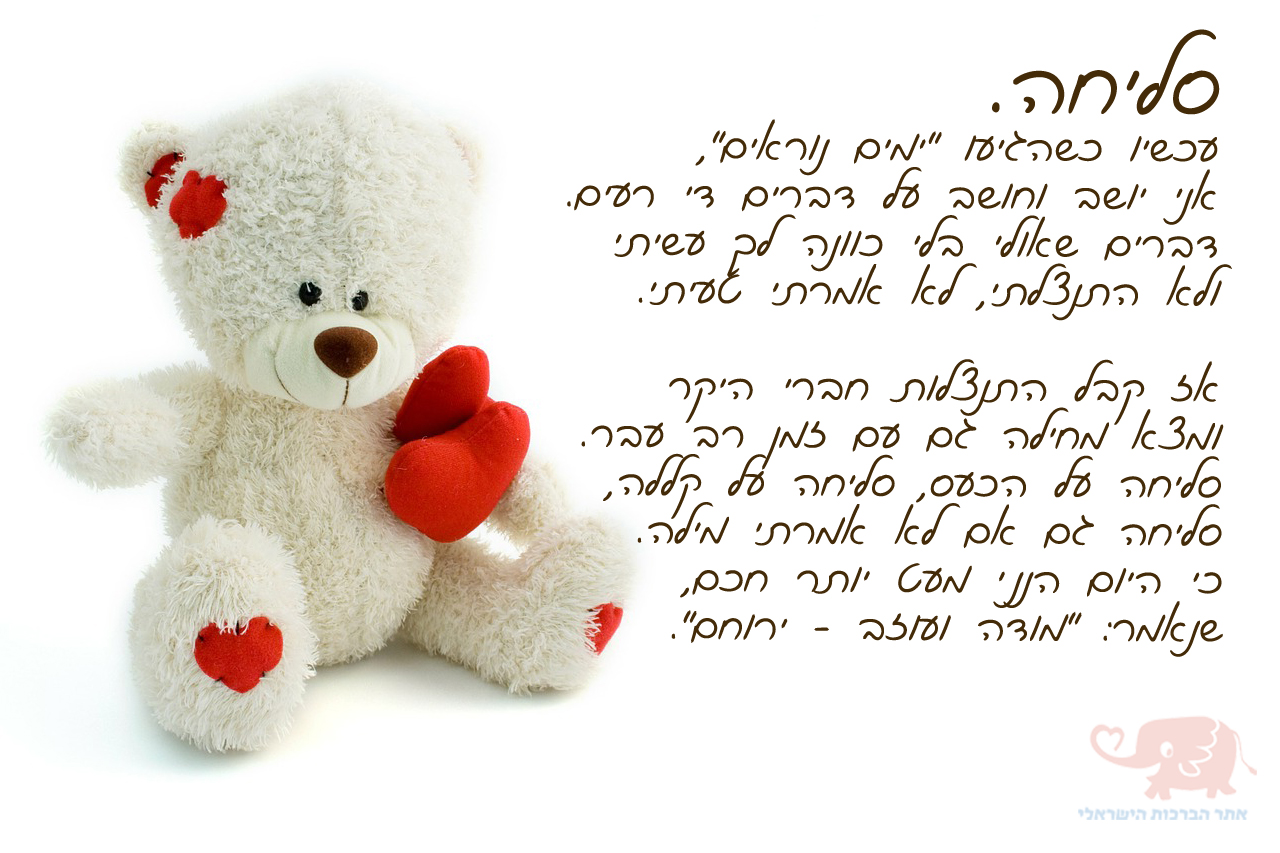 סליחה.
עכשיו כשהגיעו "ימים נוראים",
אני יושב וחושב על דברים די רעים.
דברים שאולי בלי כוונה לך עשיתי
ולא התנצלתי, לא אמרתי טעיתי.
אז קבל התנצלות חברי היקר
ומצא מחילה גם עם זמן רב עבר.
סליחה על הכעס, סליחה על קללה,
סליחה גם אם לא אמרתי מילה.
כי היום הנני מעט יותר חכם,
שנאמר: "מודה ועוזב - ירוחם".
אתר הברכות הישראלי